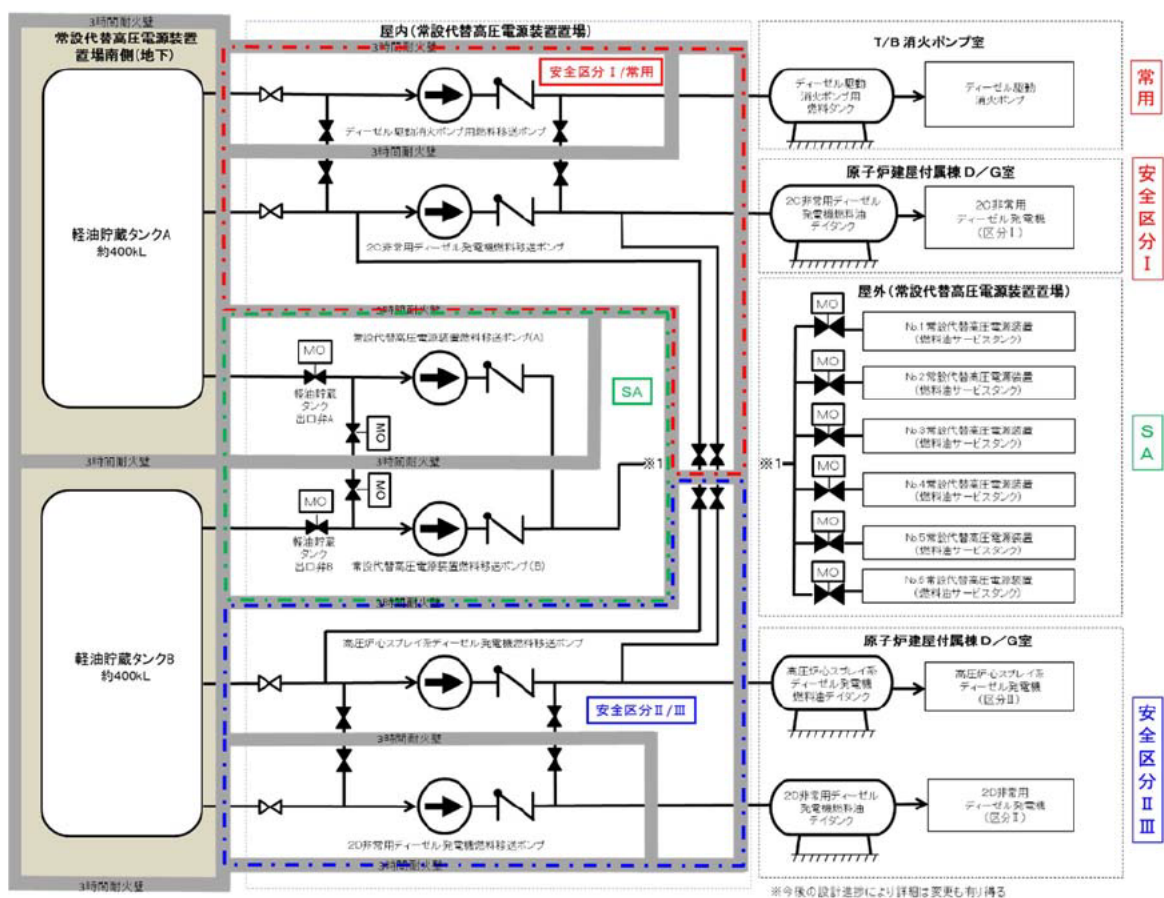 3時間耐火壁
常設代替高圧電源装置
置場南側(地下)
軽油貯蔵タンクA
約400kL
3時間耐火壁
軽油貯蔵タンクB
約400kL
3時間耐火壁
屋内(常設代替高圧電源装置置場)
3時間耐火壁
安全区分Ⅰ/常用
ディーゼル駆動消火ポンプ用燃料移送ポンプ
3時間耐火壁
2C非常用ディーゼル発電機燃料移送ポンプ
3時間耐火壁
常設代替高圧電源装置燃料移送ポンプ(A)
MO
軽油貯蔵
タンク
出口弁A
MO
SA
3時間耐火壁
※1
MO
MO
軽油貯蔵
タンク
出口弁B
常設代替高圧電源装置燃料移送ポンプ(B)
3時間耐火壁
高圧炉心スプレイ系ディーゼル発電機燃料移送ポンプ
安全区分Ⅱ/Ⅲ
3時間耐火壁
2D非常用ディーゼル発電機燃料移送ポンプ
3時間耐火壁
T/B 消火ポンプ室
ディーゼル駆動
消火ポンプ用
燃料タンク
ディーゼル駆動
消火ポンプ
常用
原子炉建屋付属棟D/G室
2C非常用ディーゼル
発電機燃料油
デイタンク
2C非常用
ディーゼル発電機
(区分Ⅰ)
安全区分Ⅰ
屋外(常設代替高圧電源装置置場)
※1
MO
No.1常設代替高圧電源装置
(燃料油サービスタンク)
MO
No.2常設代替高圧電源装置
(燃料油サービスタンク)
MO
No.3常設代替高圧電源装置
(燃料油サービスタンク)
MO
No.4常設代替高圧電源装置
(燃料油サービスタンク)
MO
No.5常設代替高圧電源装置
(燃料油サービスタンク)
MO
No.6常設代替高圧電源装置
(燃料油サービスタンク)
SA
原子炉建屋付属棟D/G室
高圧炉心スプレイ系
ディーゼル発電機
燃料油デイタンク
高圧炉心スプレイ系
ディーゼル発電機
(区分Ⅲ)
2D非常用ディーゼル
発電機燃料油
デイタンク
2D非常用
ディーゼル発電機
(区分Ⅱ)
安全区分ⅡⅢ
※今後の設計進捗により詳細は変更も有り得る